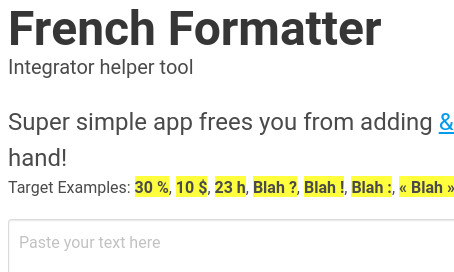 French Formatter
Integrator helper tool
Super simple app frees you from adding &
hand!
Target Examples: 30 %, 10 $, 23 h, Blah ?, Blah !, Blah :, « Blah »
Paste your text here